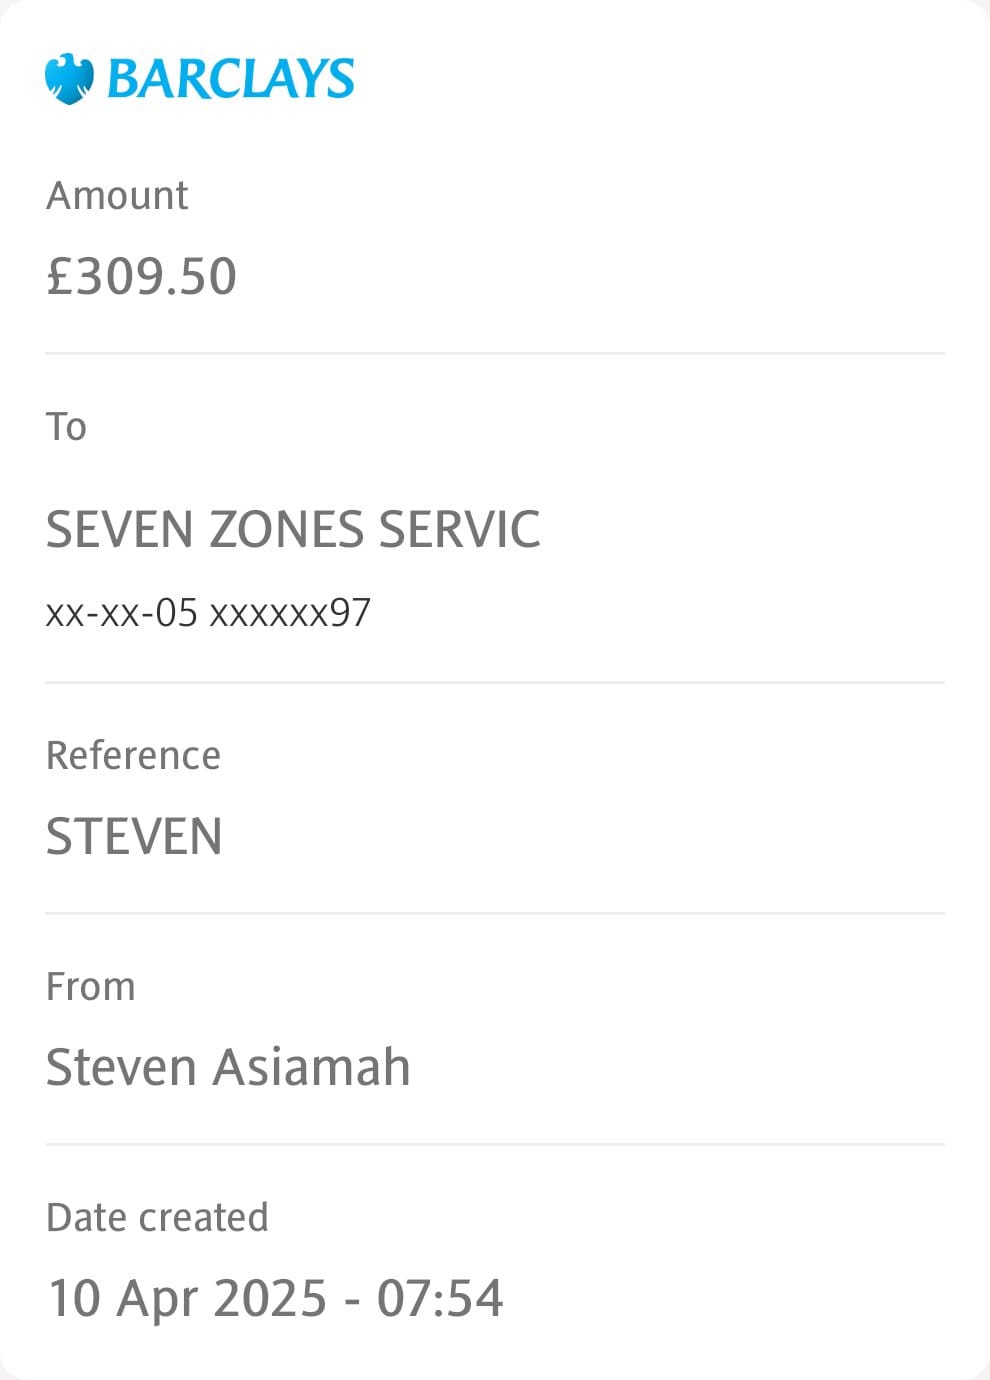 BARCLAYS
Amount
£309.50
To
SEVEN ZONES SERVIC
xx-xx-05 xxxxxx97
Reference
STEVEN
From
Steven Asiamah
Date created
10 Apr 2025 - 07:54